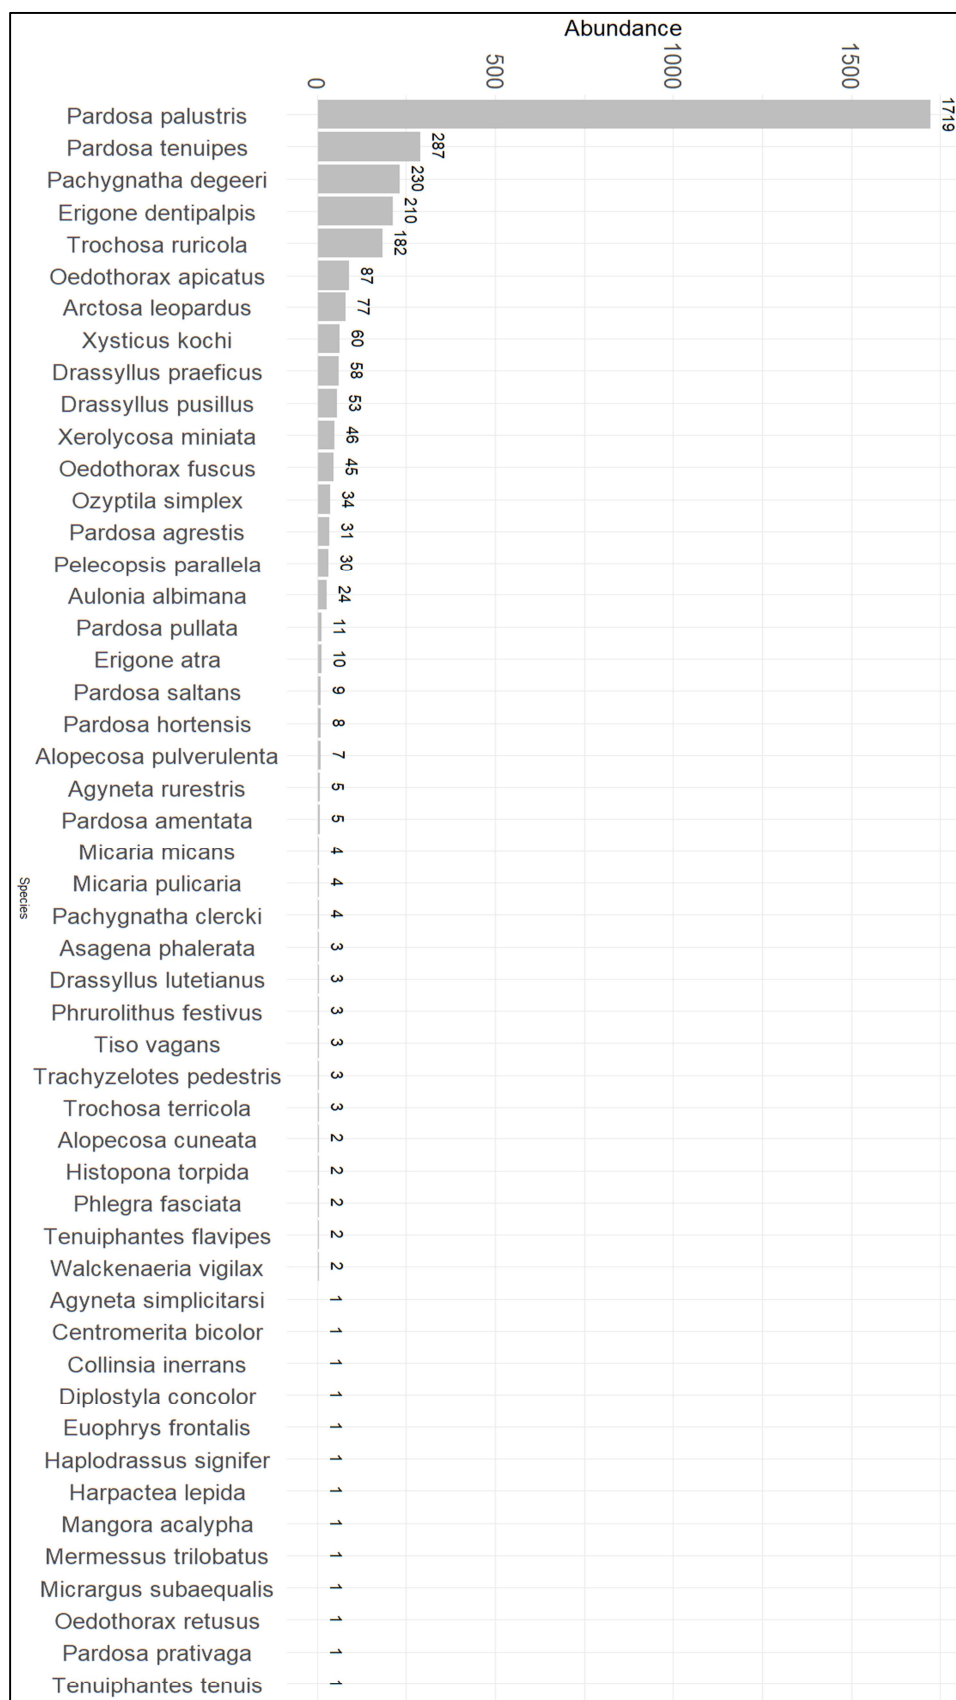 Abundance
0 500 1000 1500
Pardosa palustris 1719
Pardosa tenuipes 287
Pachygnatha degeeri 230
Erigone dentipalpis 210
Trochosa ruricola 182
Oedothorax apicatus 87
Arctosa leopardus 77
Xysticus kochi 60
Drassyllus praeficus 58
Drassyllus pusillus 53
Xerolycosa miniata 46
Oedothorax fuscus 45
Ozyptila simplex 34
Pardosa agrestis 31
Pelecopsis parallela 30
Aulonia albimana 24
Pardosa pullata 11
Erigone atra 10
Pardosa saltans 9
Pardosa hortensis 8
Alopecosa pulverulenta 7
Agyneta rurestris 5
Pardosa amentata 5
Micaria micans 4
Micaria pulicaria 4
Species
Pachygnatha clercki 4
Asagena phalerata 3
Drassyllus lutetianus 3
Phrurolithus festivus 3
Tiso vagans 3
Trachyzelotes pedestris 3
Trochosa terricola 3
Alopecosa cuneata 2
Histopona torpida 2
Phlegra fasciata 2
Tenuiphantes flavipes 2
Walckenaeria vigilax 2
Agyneta simplicitarsi 1
Centromerita bicolor 1
Collinsia inerrans 1
Diplostyla concolor 1
Euophrys frontalis 1
Haplodrassus signifer 1
Harpactea lepida 1
Mangora acalypha 1
Mermessus trilobatus 1
Micrargus subaequalis 1
Oedothorax retusus 1
Pardosa prativaga 1
Tenuiphantes tenuis 1